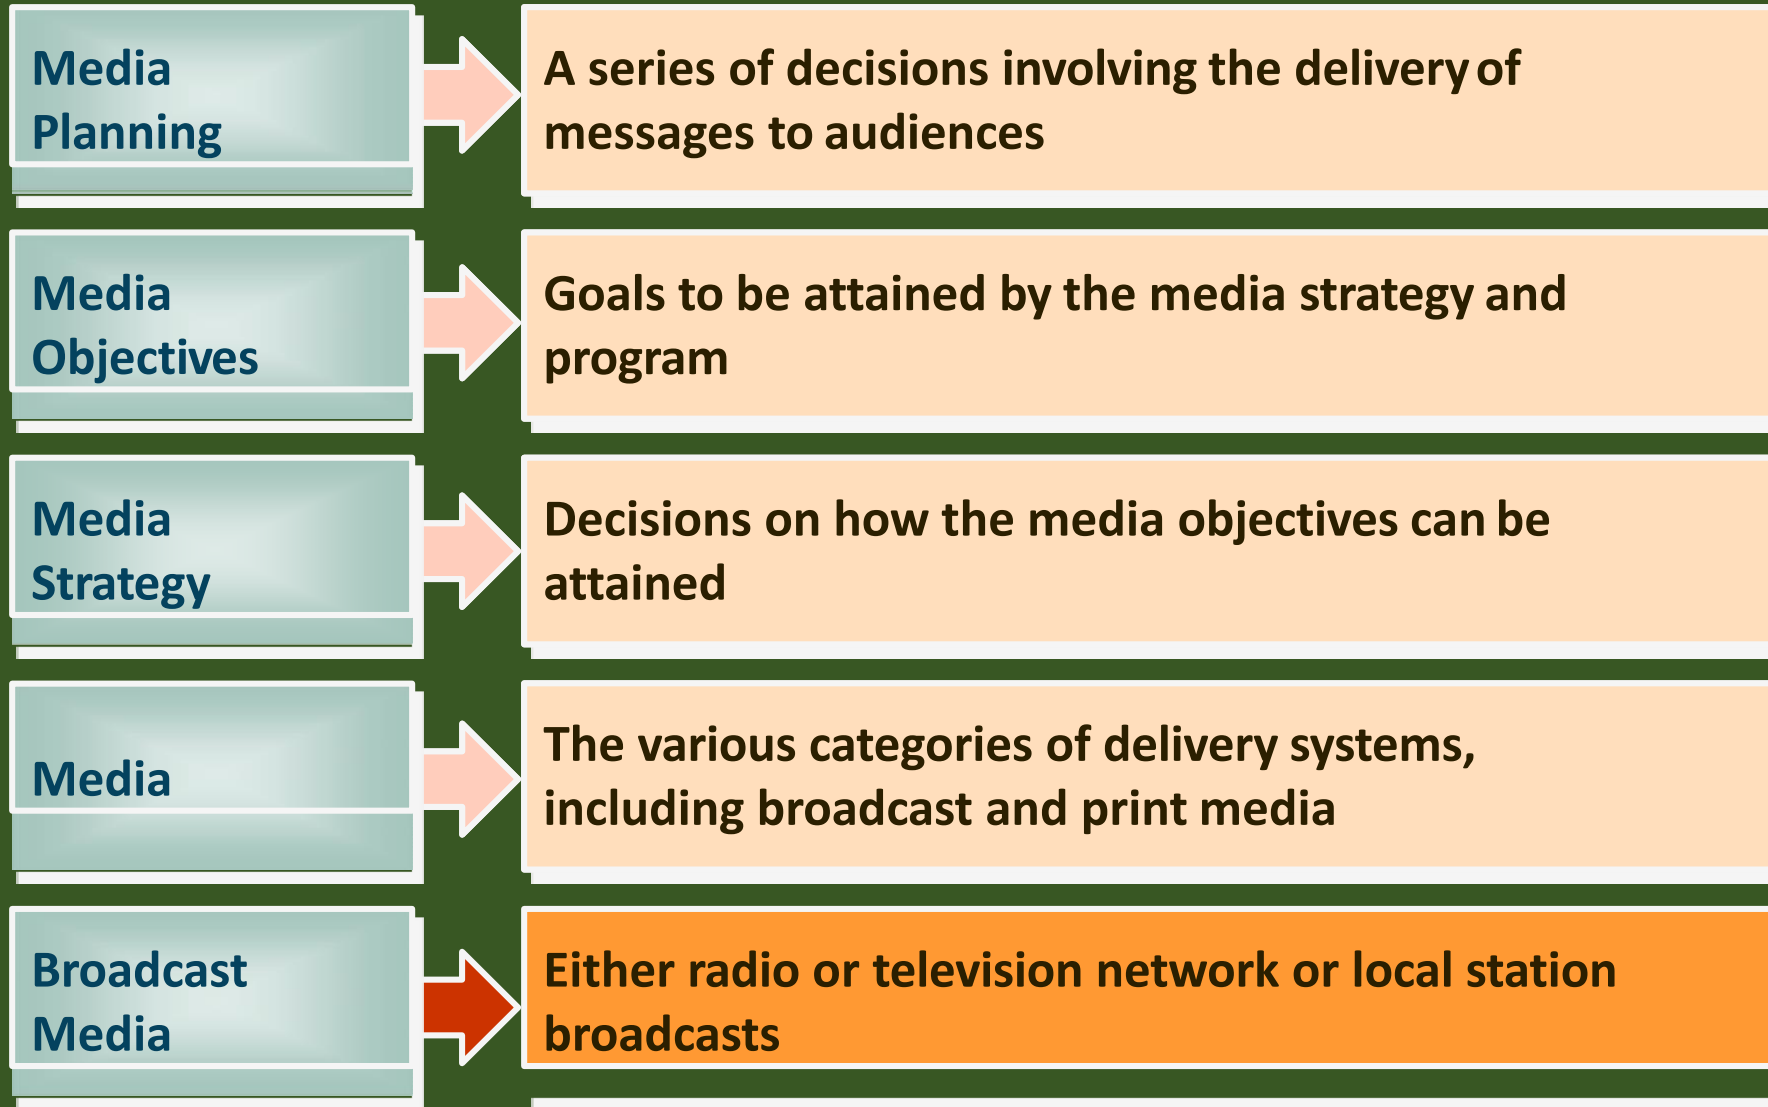 Media
Planning
A series of decisions involving the delivery of
messages to audiences
Media
Objectives
Goals to be attained by the media strategy and
program
Media
Strategy
Decisions on how the media objectives can be
attained
Media
The various categories of delivery systems,
including broadcast and print media
Broadcast
Media
Either radio or television network or local station
broadcasts